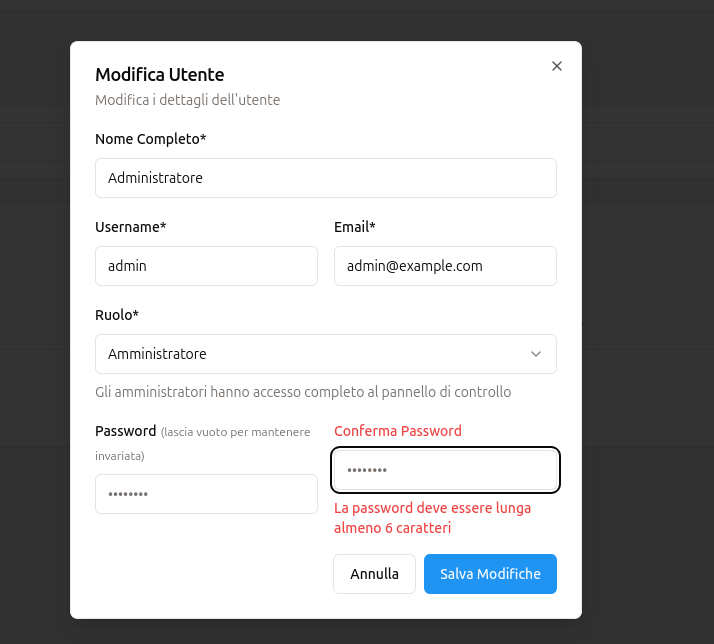 Modifica Utente
Modifica i dettagli dell'utente
Nome Completo*
Administratore
Username*
Email*
admin
admin@example.com
Ruolo*
Amministratore
Gli amministratori hanno accesso completo al pannello di controllo
Password (lascia vuoto per mantenere
invariata)
••••••••
Conferma Password
••••••••
La password deve essere lunga
almeno 6 caratteri
Annulla
Salva Modifiche